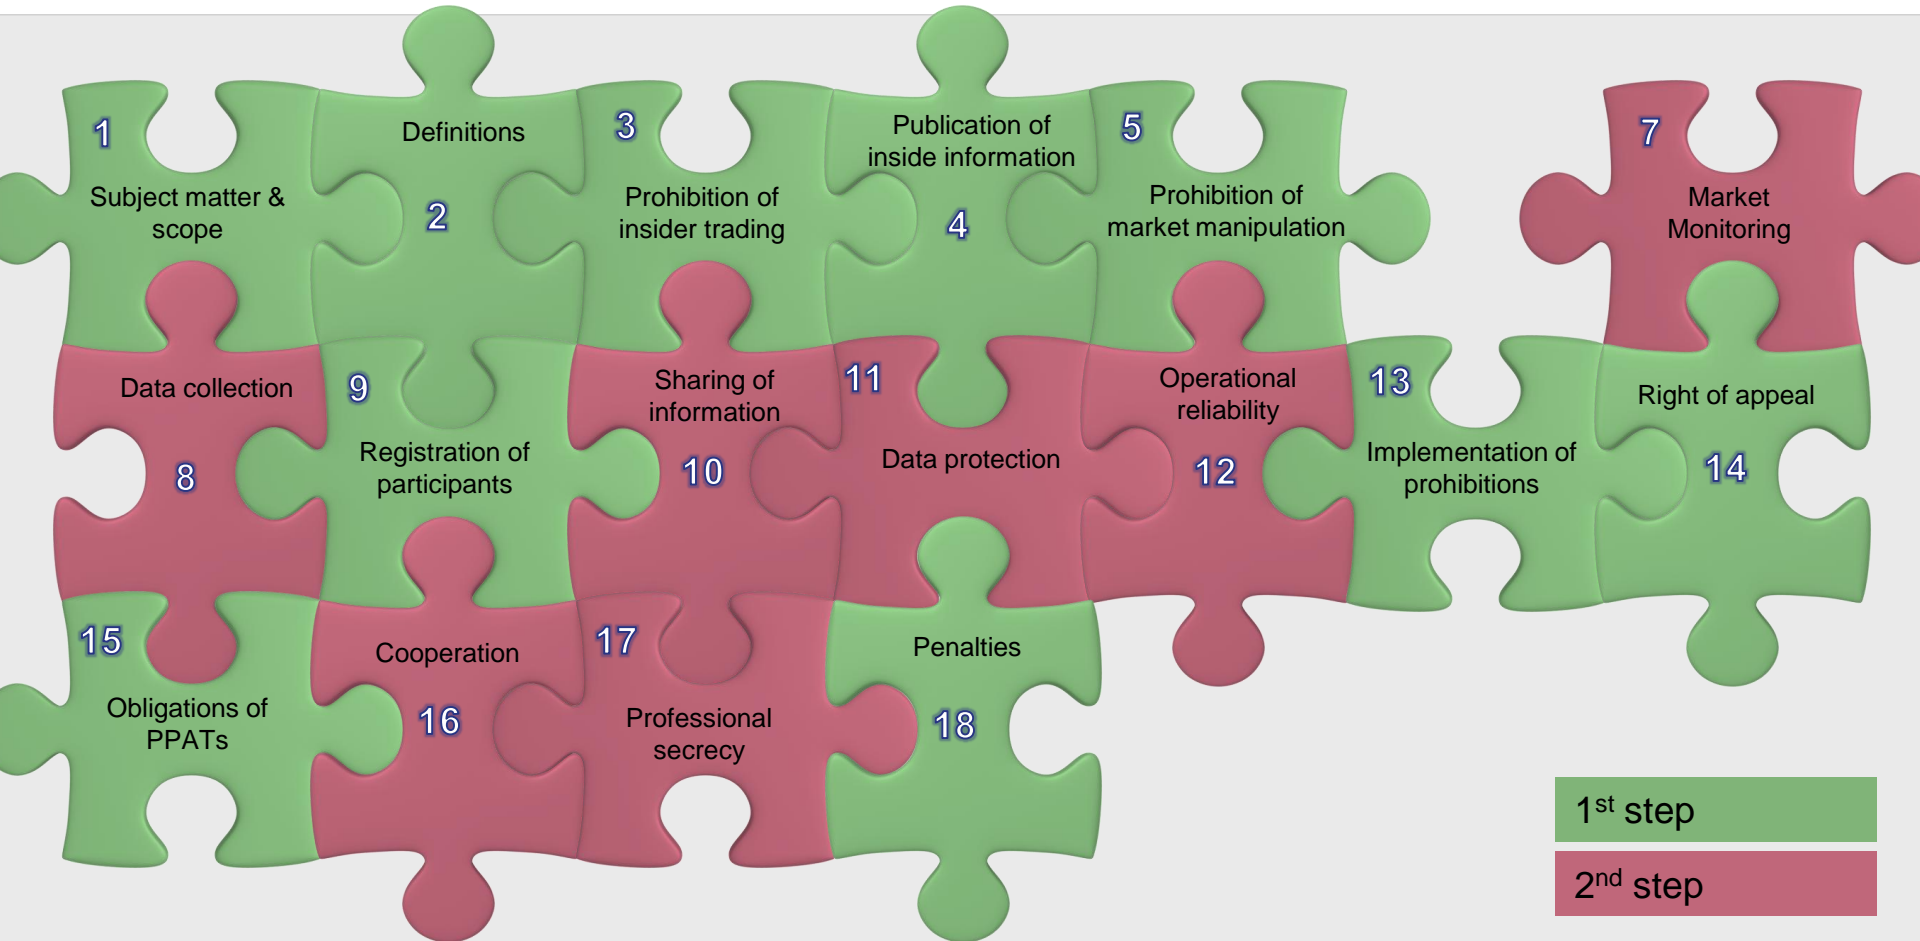 1
Subject matter &
scope
Definitions
2
3
Prohibition of
insider trading
Publication of
inside information
4
5
Prohibition of
market manipulation
7
Market
Monitoring
Data collection
8
9
Registration of
participants
Sharing of
information
10
11
Data protection
Operational
reliability
12
13
Implementation of
prohibitions
Right of appeal
14
15
Obligations of
PPATs
Cooperation
16
17
Professional
secrecy
Penalties
18
1st step
2nd step